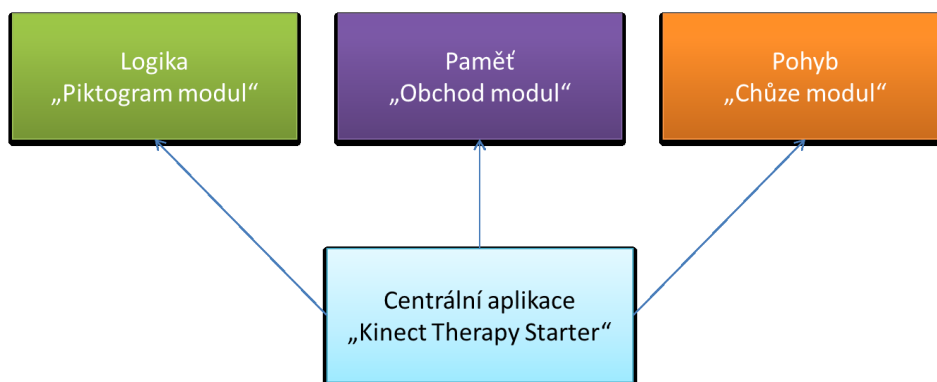 Logika
„Piktogram modul“
Paměť
„Obchod modul“
Pohyb
„Chůze modul“
Centrální aplikace
„Kinect Therapy Starter“